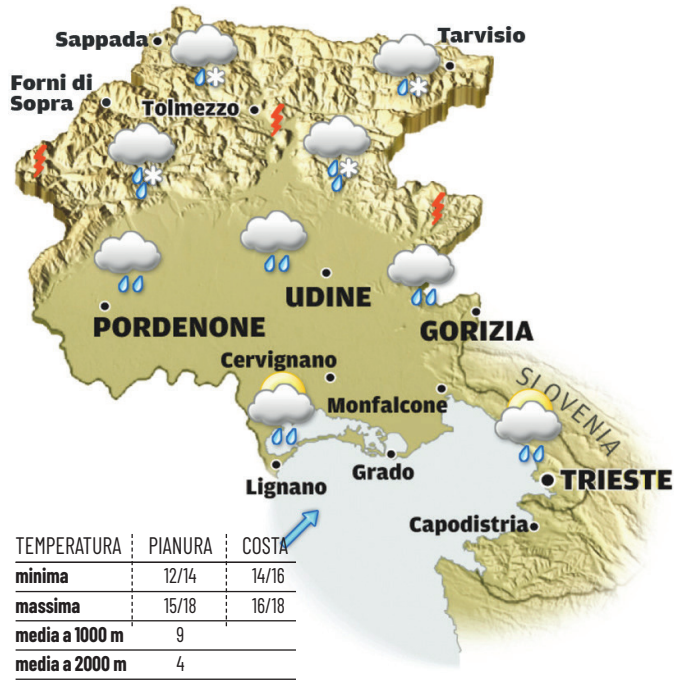 Sappada
Tarvisio
Forni di
Sopra
Tolmezzo
UDINE
PORDENONE
GORIZIA
Cervignano
SLOVENIA
Monfalcone
Grado
TRIESTE
Lignano
Capodistria
TEMPERATURA PIANURA COSTA
minima 12/14 14/16
massima 15/18 16/18
media a 1000 m 9
media a 2000 m 4